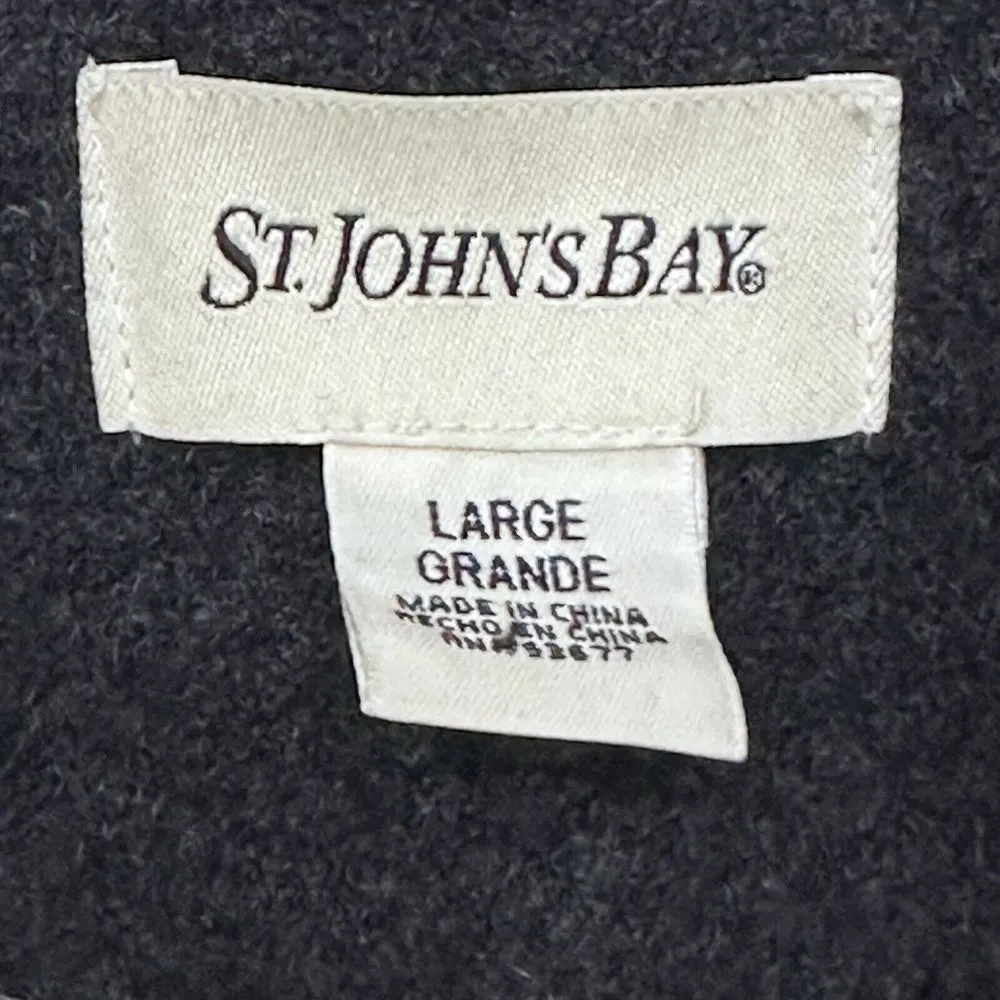 ST. JOHN'S BAY®
LARGE
GRANDE
MADE IN CHINA
HECHO EN CHINA